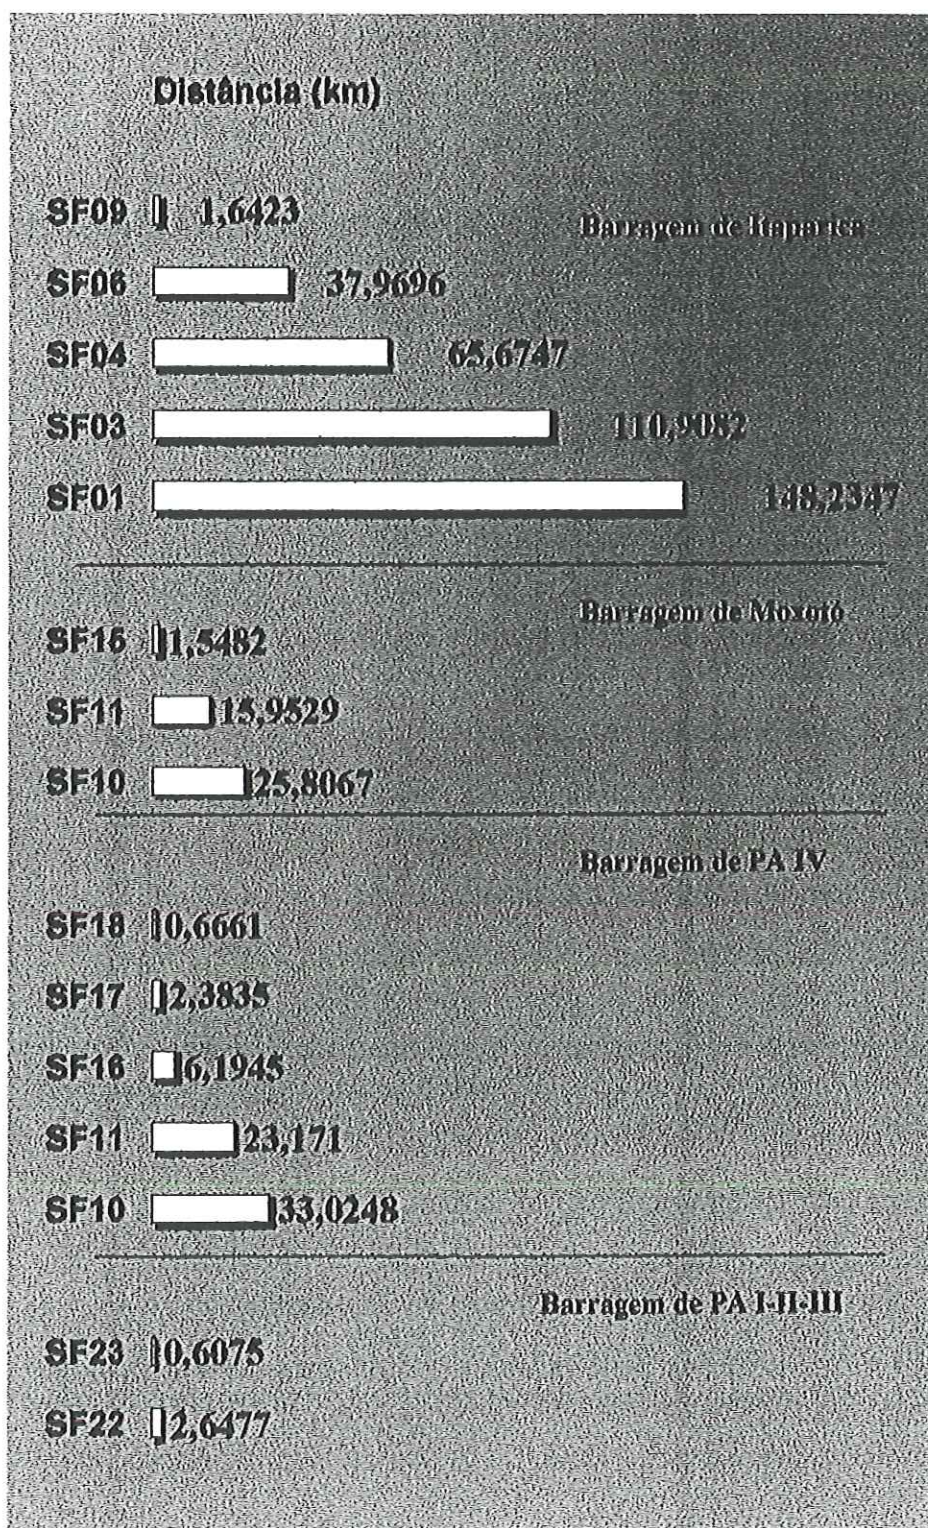 Distância (km)
SF09 1,6423
Barragem de Itaparica
SF06 37,9696
SF04 65,6747
SF03 110,9082
SF01 148,2347
Barragem de Moxotó
SF15 1,5482
SF11 15,9529
SF10 25,8067
Barragem de PA IV
SF18 0,6661
SF17 2,3835
SF16 6,1945
SF11 23,171
SF10 33,0248
Barragem de PA I-II-III
SF23 0,6075
SF22 2,6477